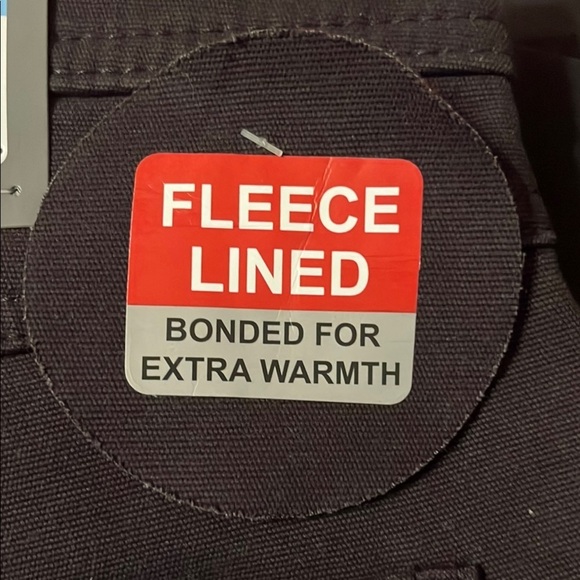 FLEECE
LINED
BONDED FOR
EXTRA WARMTH